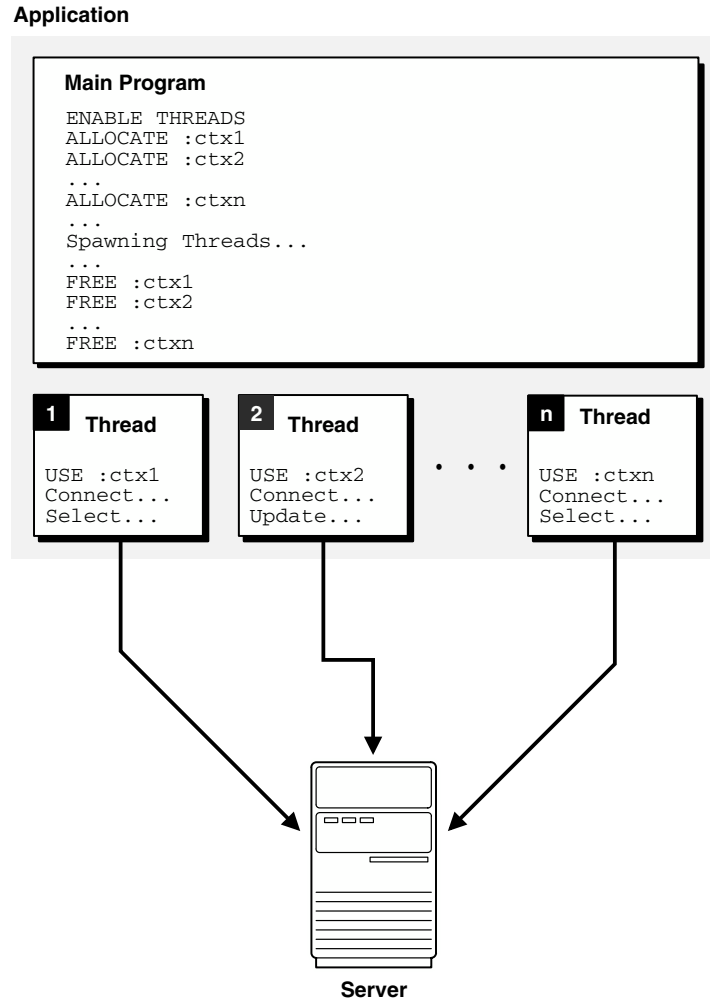 Application
Main Program
ENABLE THREADS
ALLOCATE :ctx1
ALLOCATE :ctx2
...
ALLOCATE :ctxn
...
Spawning Threads...
...
FREE :ctx1
FREE :ctx2
...
FREE :ctxn
1 Thread
USE :ctx1
Connect...
Select...
2 Thread
USE :ctx2
Connect...
Update...
. . .
n Thread
USE :ctxn
Connect...
Select...
Server